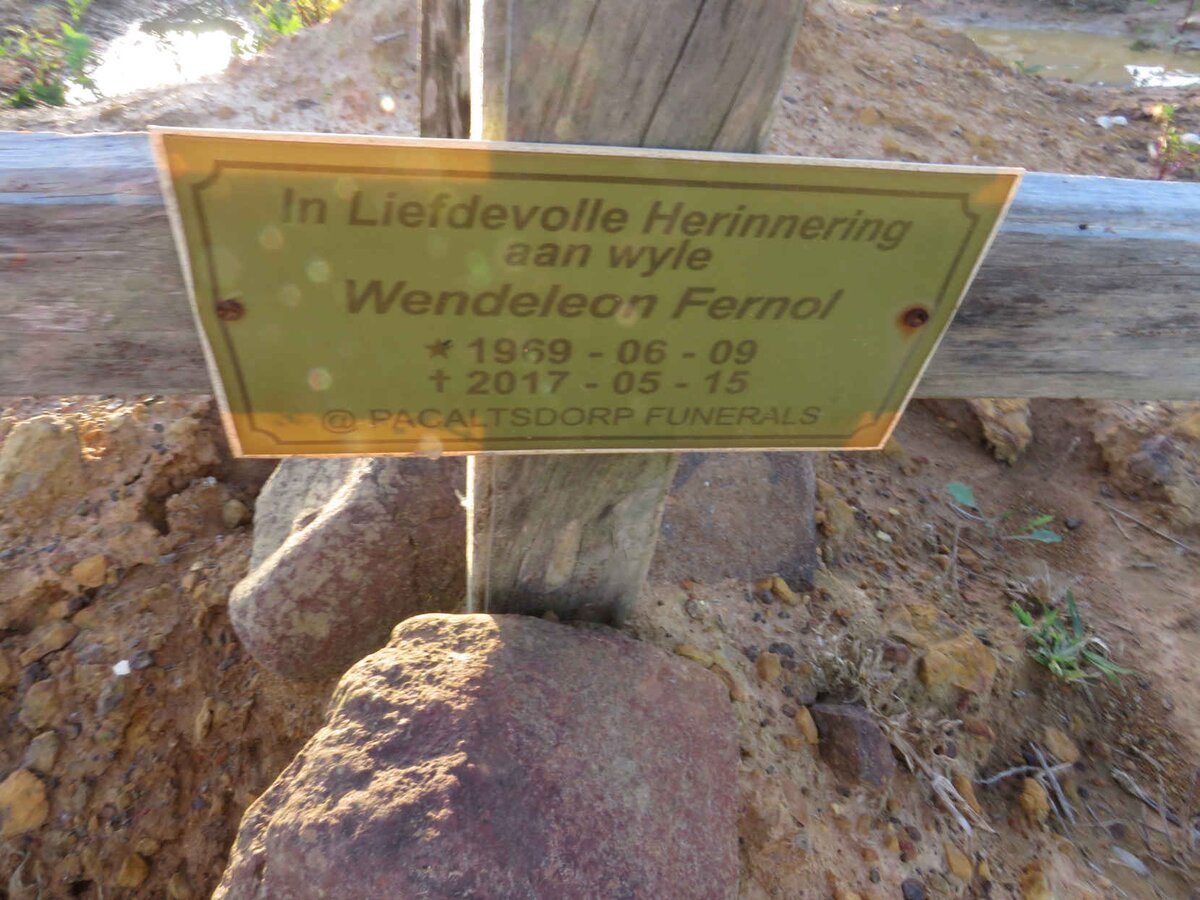 In Liefdevolle Herinnering
aan wyle
Wendeleon Fernol
* 1969 - 06 - 09
† 2017 - 05 - 15
@ PACALTSDORP FUNERALS